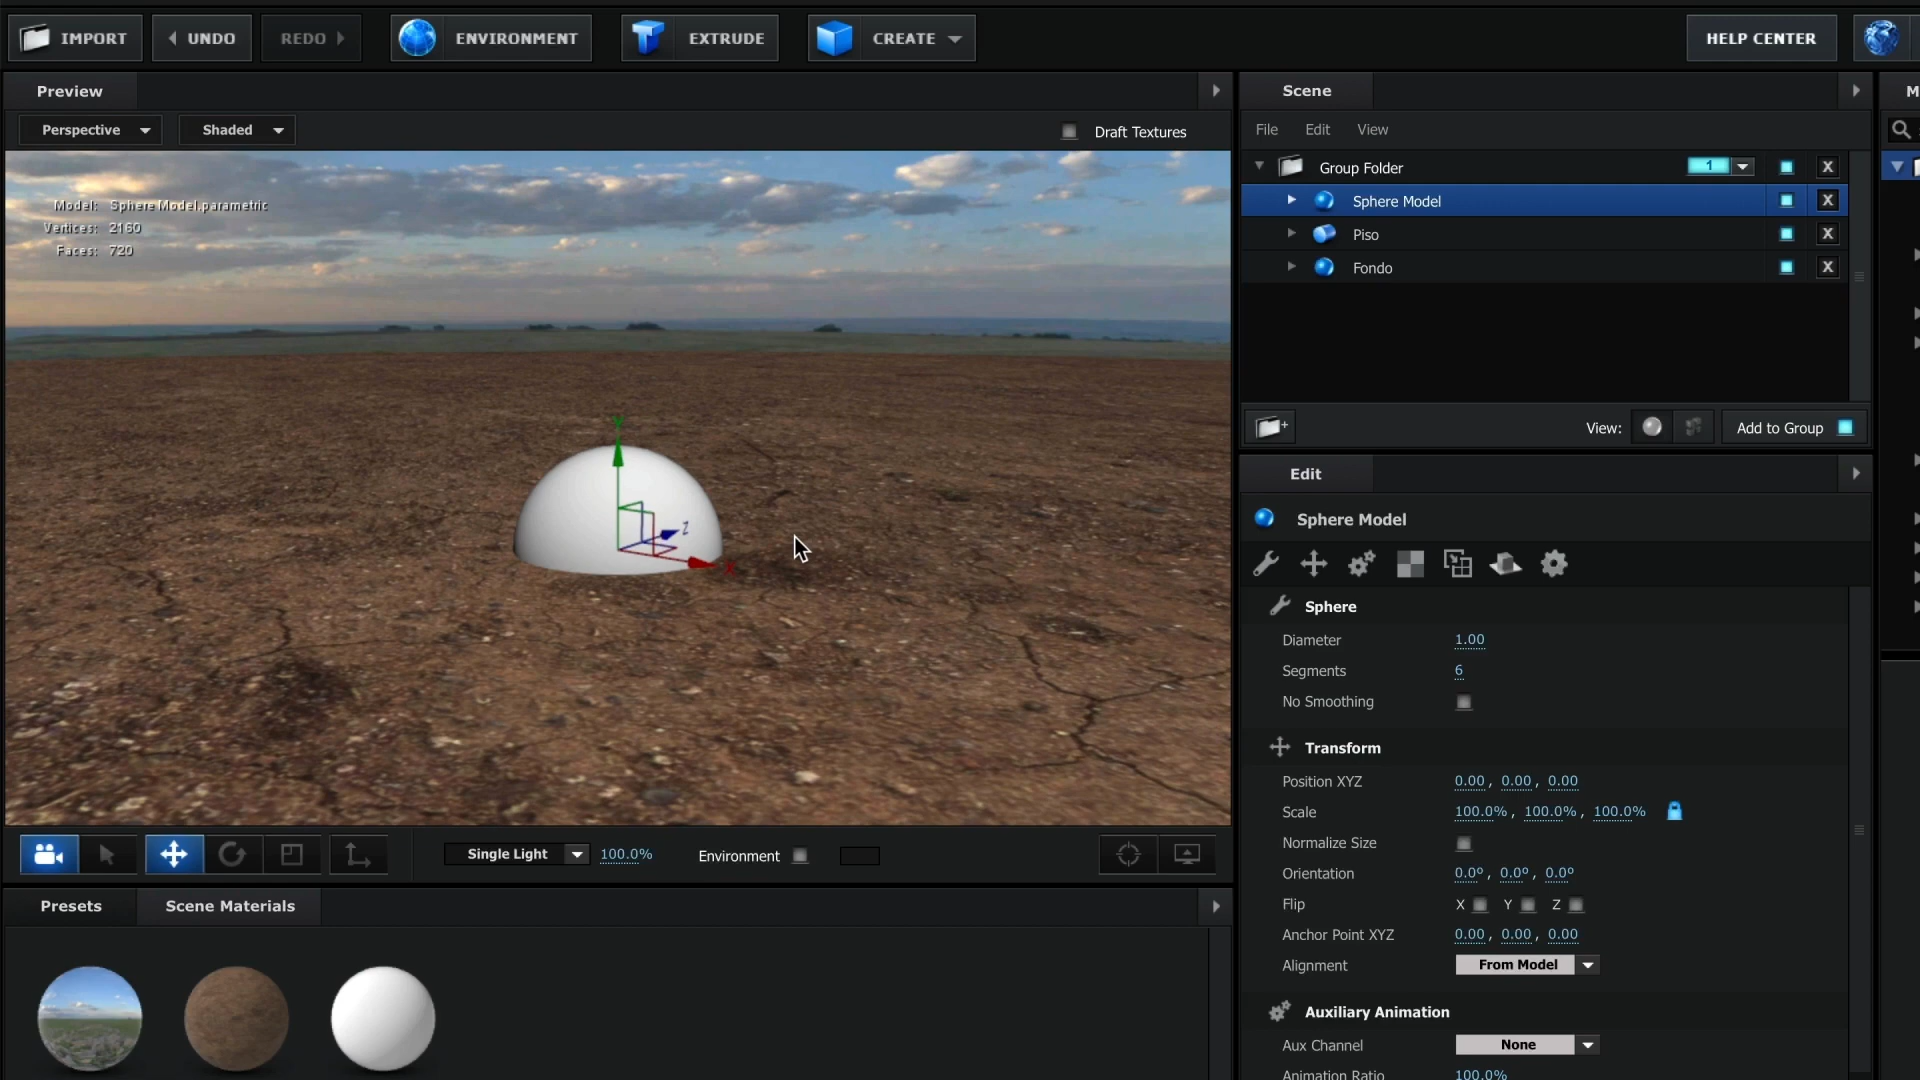 IMPORT
UNDO
REDO
ENVIRONMENT
EXTRUDE
CREATE
HELP CENTER
Preview
Perspective
Shaded
Draft Textures
Model: Sphere Model.parametric
Vertices: 2160
Faces: 720
Y
Z
X
Single Light
100.0%
Environment
Presets
Scene Materials
Scene
File Edit View
Group Folder 1 X
Sphere Model X
Piso X
Fondo X
View:
Add to Group
Edit
Sphere Model
Sphere
Diameter 1.00
Segments 6
No Smoothing
Transform
Position XYZ 0.00, 0.00, 0.00
Scale 100.0%, 100.0%, 100.0%
Normalize Size
Orientation 0.0º, 0.0º, 0.0º
Flip X Y Z
Anchor Point XYZ 0.00, 0.00, 0.00
Alignment From Model
Auxiliary Animation
Aux Channel None
Animation Ratio 100.0%
M